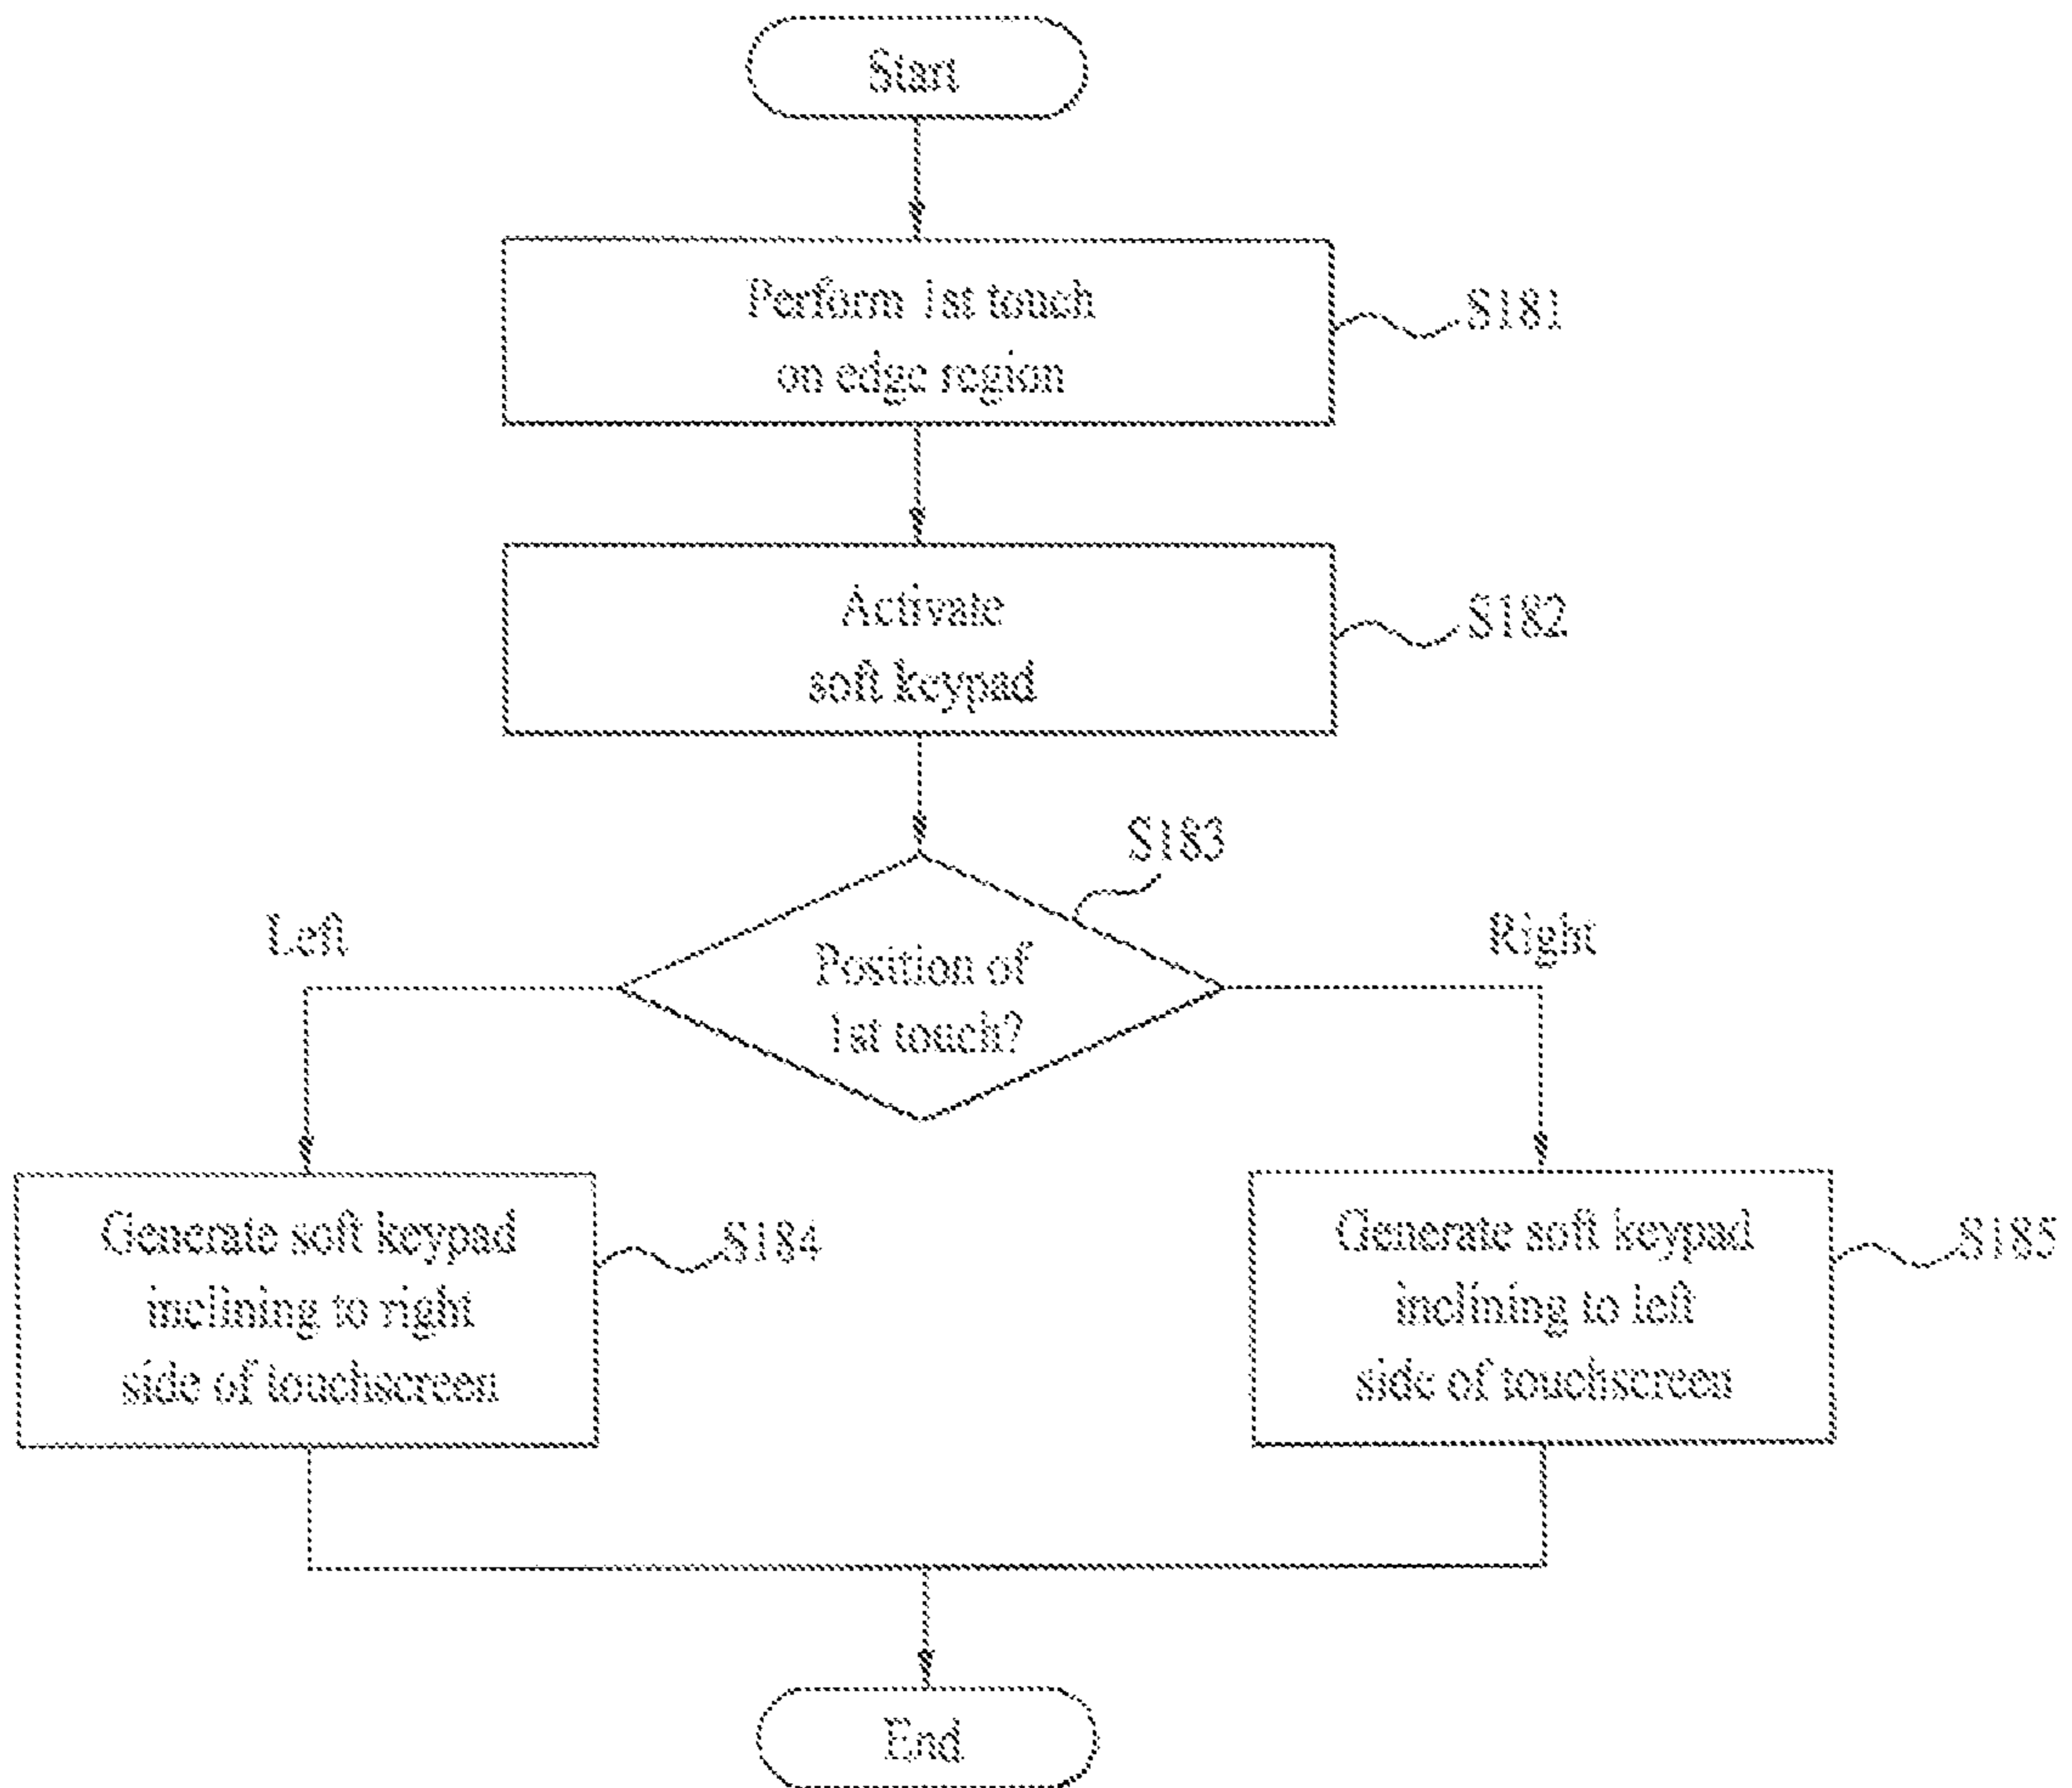 Start
Perform 1st touch
on edge region
S181
Activate
soft keypad
S182
S183
Left
Right
Position of
1st touch?
Generate soft keypad
inclining to right
side of touchscreen
S184
Generate soft keypad
inclining to left
side of touchscreen
S185
End